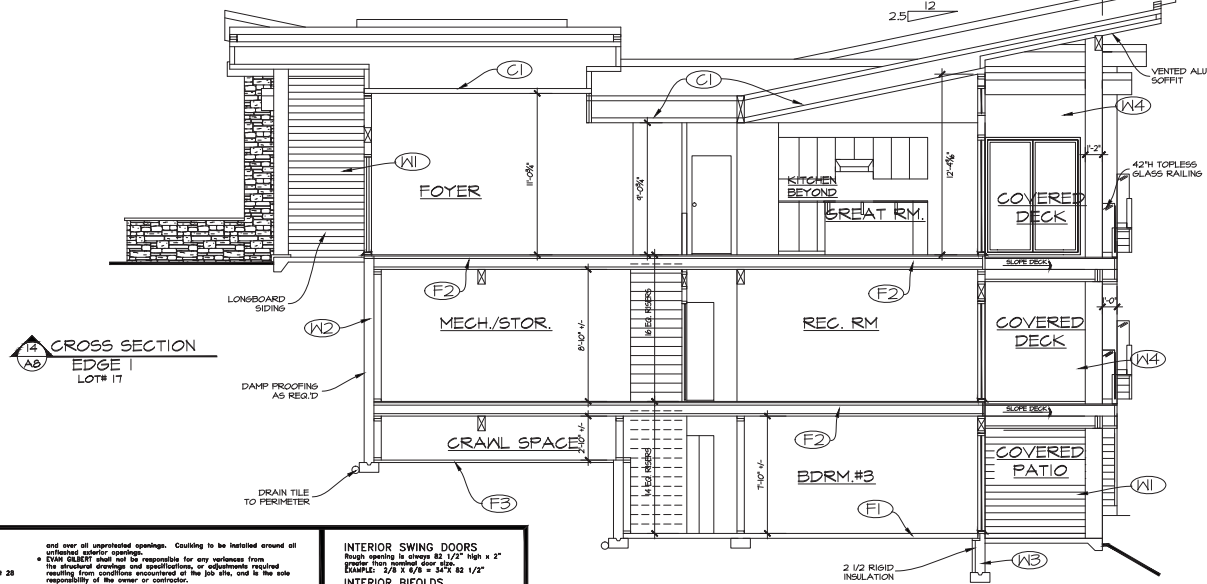 12
2.5
C1
C1
VENTED ALU
SOFFIT
W4
W1
1'-2"
42"H TOPLESS
GLASS RAILING
FOYER
11'-0¾"
9'-0¾"
KITCHEN
BEYOND
GREAT RM.
COVERED
DECK
SLOPE DECK
F2
F2
LONGBOARD
SIDING
W2
MECH./STOR.
8'-10" +/-
16 EQ. RISERS
REC. RM
COVERED
DECK
1'-0"
W4
14
A8
CROSS SECTION
EDGE 1
LOT# 17
DAMP PROOFING
AS REQ.'D
SLOPE DECK
F2
CRAWL SPACE
2'-10" +/-
14 EQ. RISERS
7'-10" +/-
BDRM.#3
COVERED
PATIO
W1
DRAIN TILE
TO PERIMETER
F3
F1
2 1/2 RIGID
INSULATION
W3
and over all unprotected openings. Caulking to be installed around all
unflashed exterior openings.
• EVAN GILBERT shall not be responsible for any variances from
the structural drawings and specifications, or adjustments required
resulting from conditions encountered at the job site, and is the sole
responsibility of the owner or contractor.
28
INTERIOR SWING DOORS
Rough opening is always 82 1/2" high x 2"
greater than nominal door size.
EXAMPLE: 2/8 X 6/8 = 34"X 82 1/2"
INTERIOR BIFOLDS